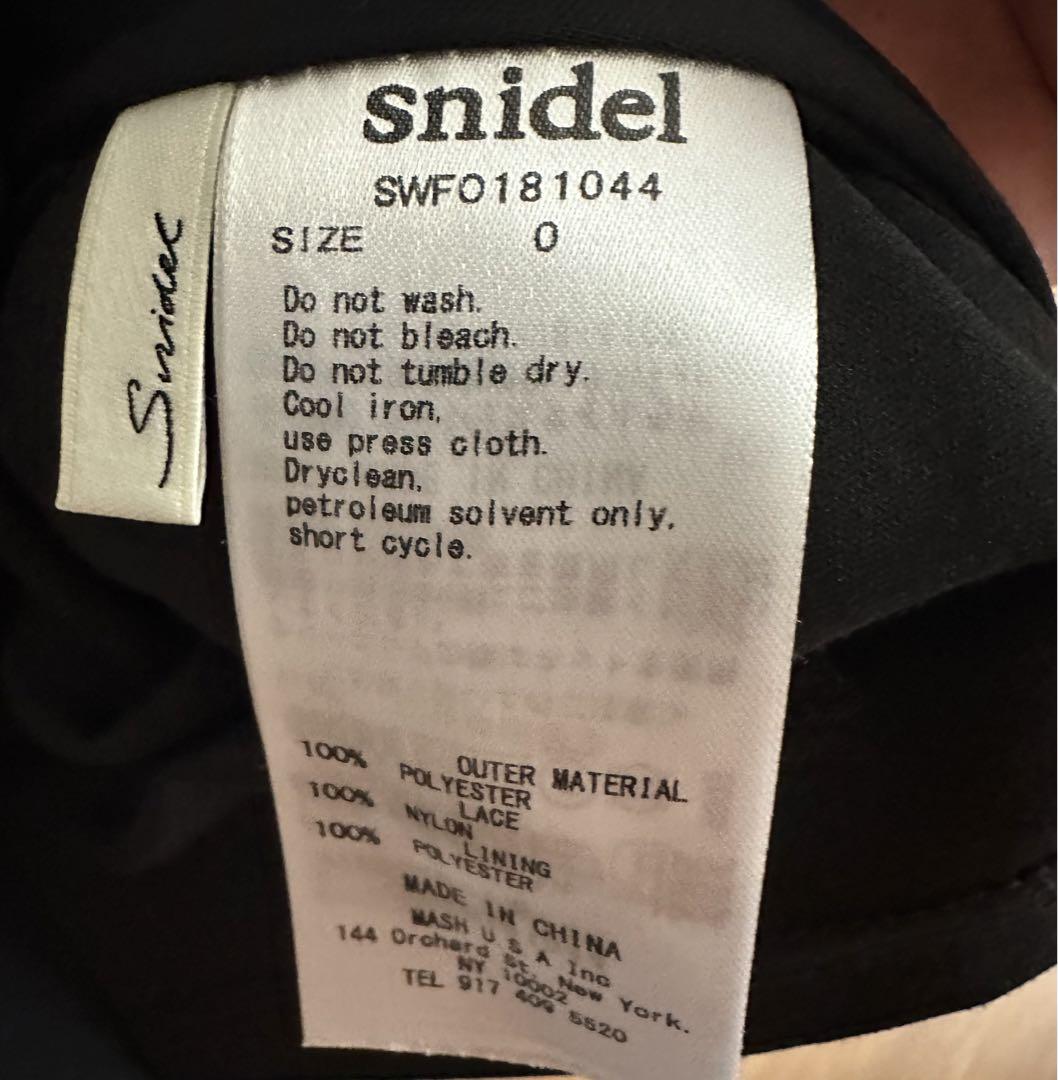 snidel
SWFO181044
SIZE 0
Do not wash.
Do not bleach.
Do not tumble dry.
Cool iron,
use press cloth.
Dryclean,
petroleum solvent only,
short cycle.
OUTER MATERIAL
100% POLYESTER
LACE
100% NYLON
LINING
100% POLYESTER
MADE IN CHINA
MASH U S A Inc
144 Orchard St. New York.
NY 10002
TEL 917 409 5520
Snidel